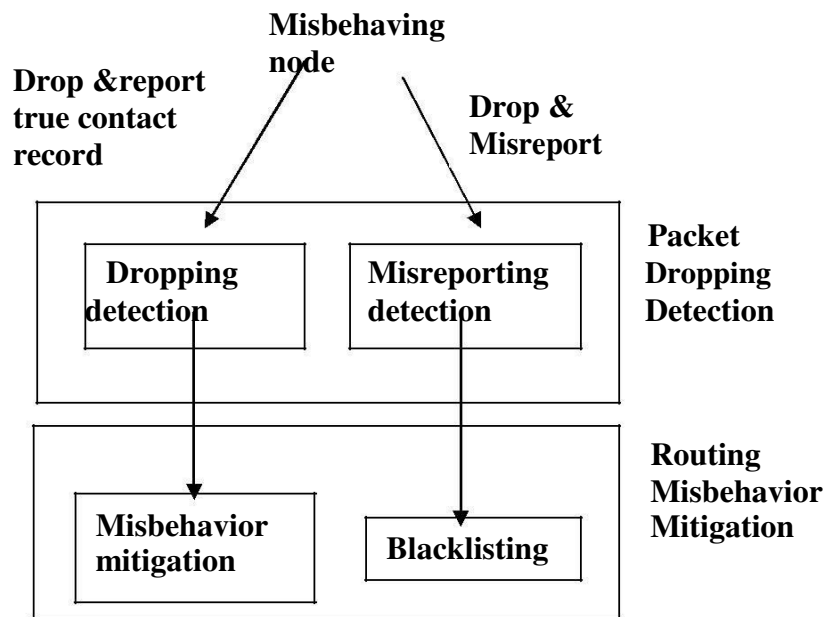 Misbehaving
node
Drop &report
true contact
record
Drop &
Misreport
Dropping
detection
Misreporting
detection
Packet
Dropping
Detection
Misbehavior
mitigation
Blacklisting
Routing
Misbehavior
Mitigation